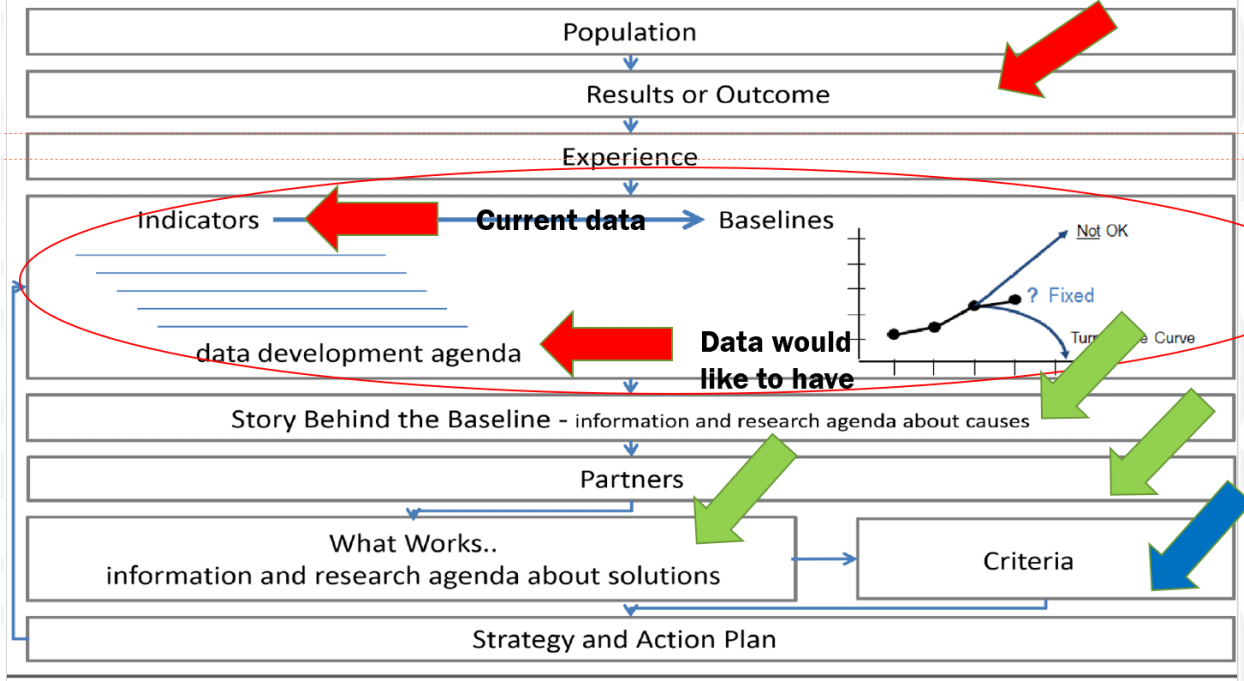 Population
Results or Outcome
Experience
Indicators
Current data
Baselines
Not OK
? Fixed
Curve
data development agenda
Data would
like to have
Story Behind the Baseline - information and research agenda about causes
Partners
What Works..
information and research agenda about solutions
Criteria
Strategy and Action Plan